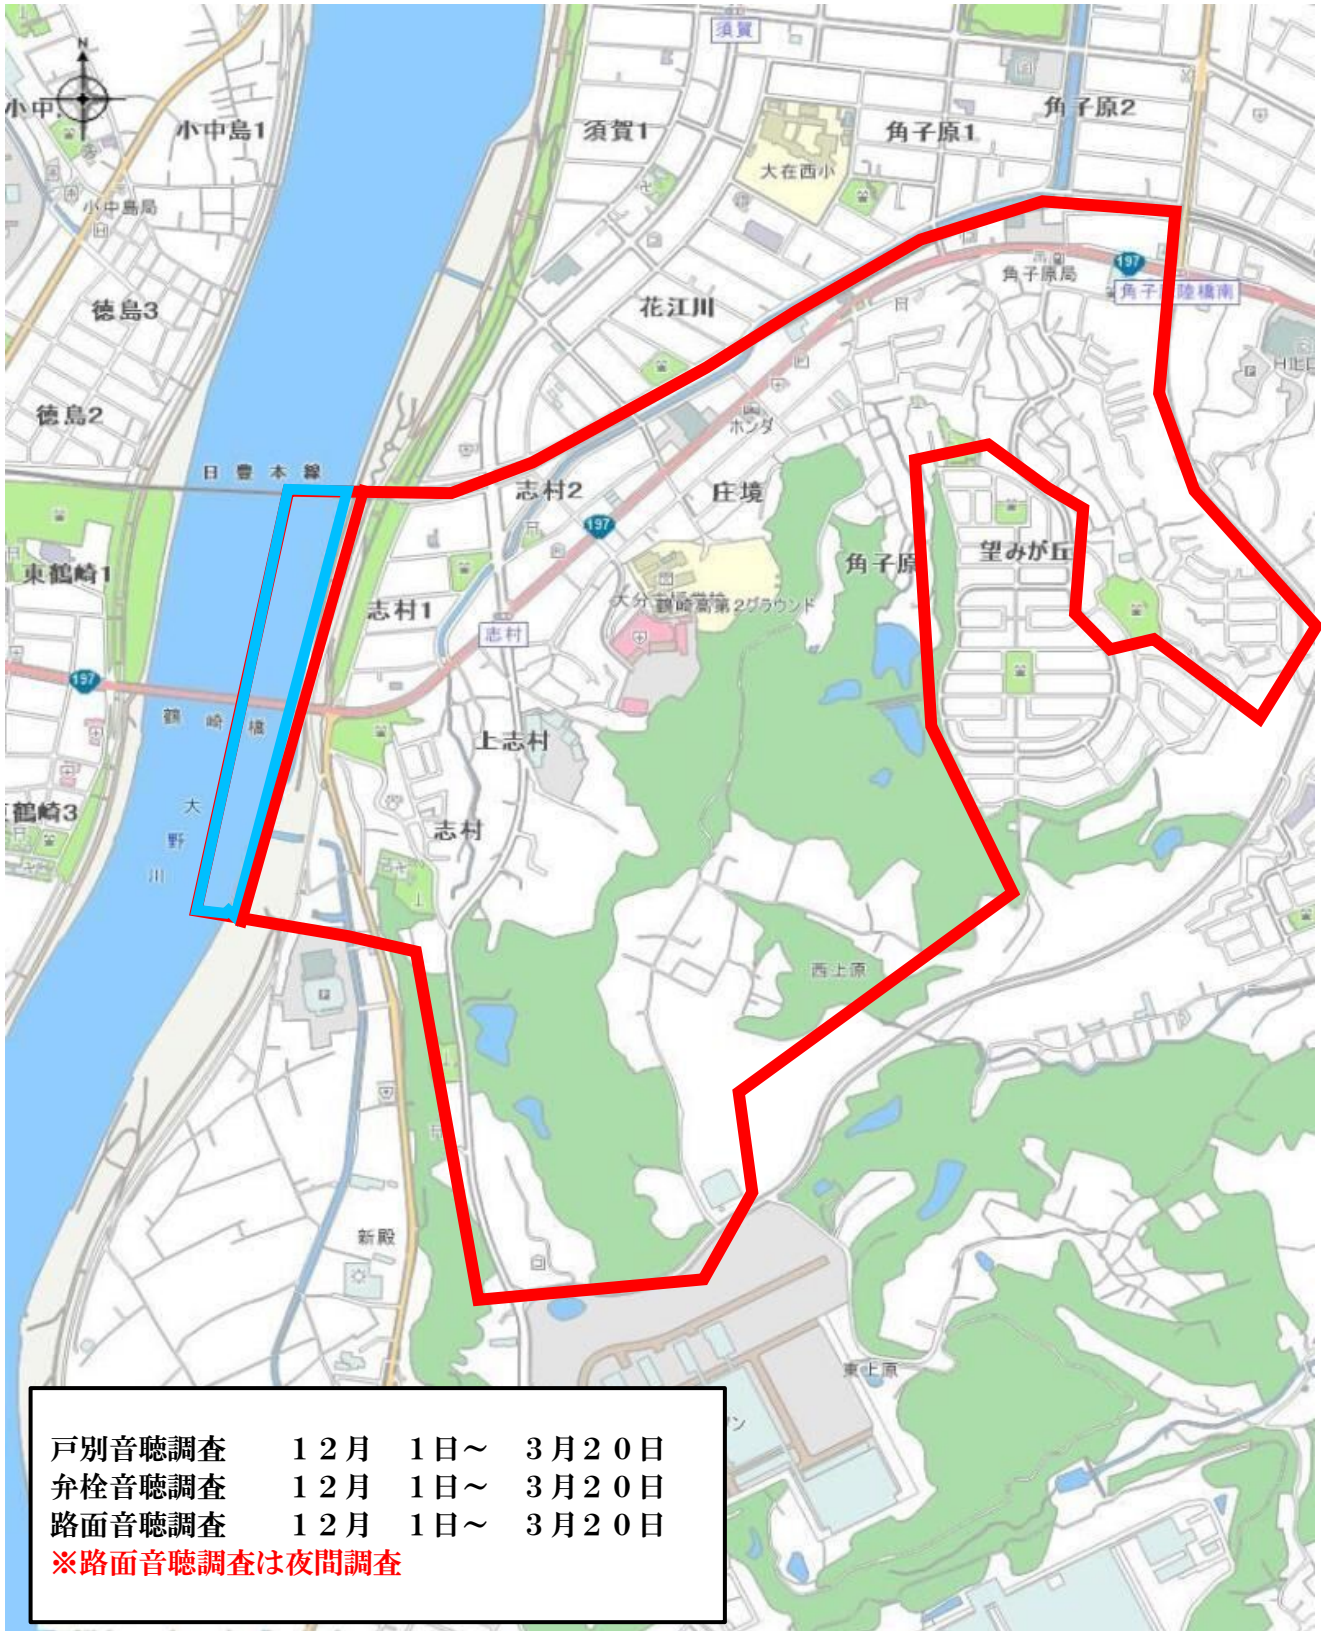 須賀
N
小中
小中島1
須賀1
角子原1
角子原2
大在西小
小中島局
徳島3
花江川
角子原局
197
角子 陸橋南
徳島2
ホンダ
日豊本線
志村2
庄境
197
東鶴崎1
志村1
角子原
望みが丘
鶴崎高第2グラウンド
志村
197
鶴崎橋
上志村
鶴崎3
大野川
志村
西上原
新殿
東上原
戸別音聴調査 12月 1日~ 3月20日
弁栓音聴調査 12月 1日~ 3月20日
路面音聴調査 12月 1日~ 3月20日
※路面音聴調査は夜間調査